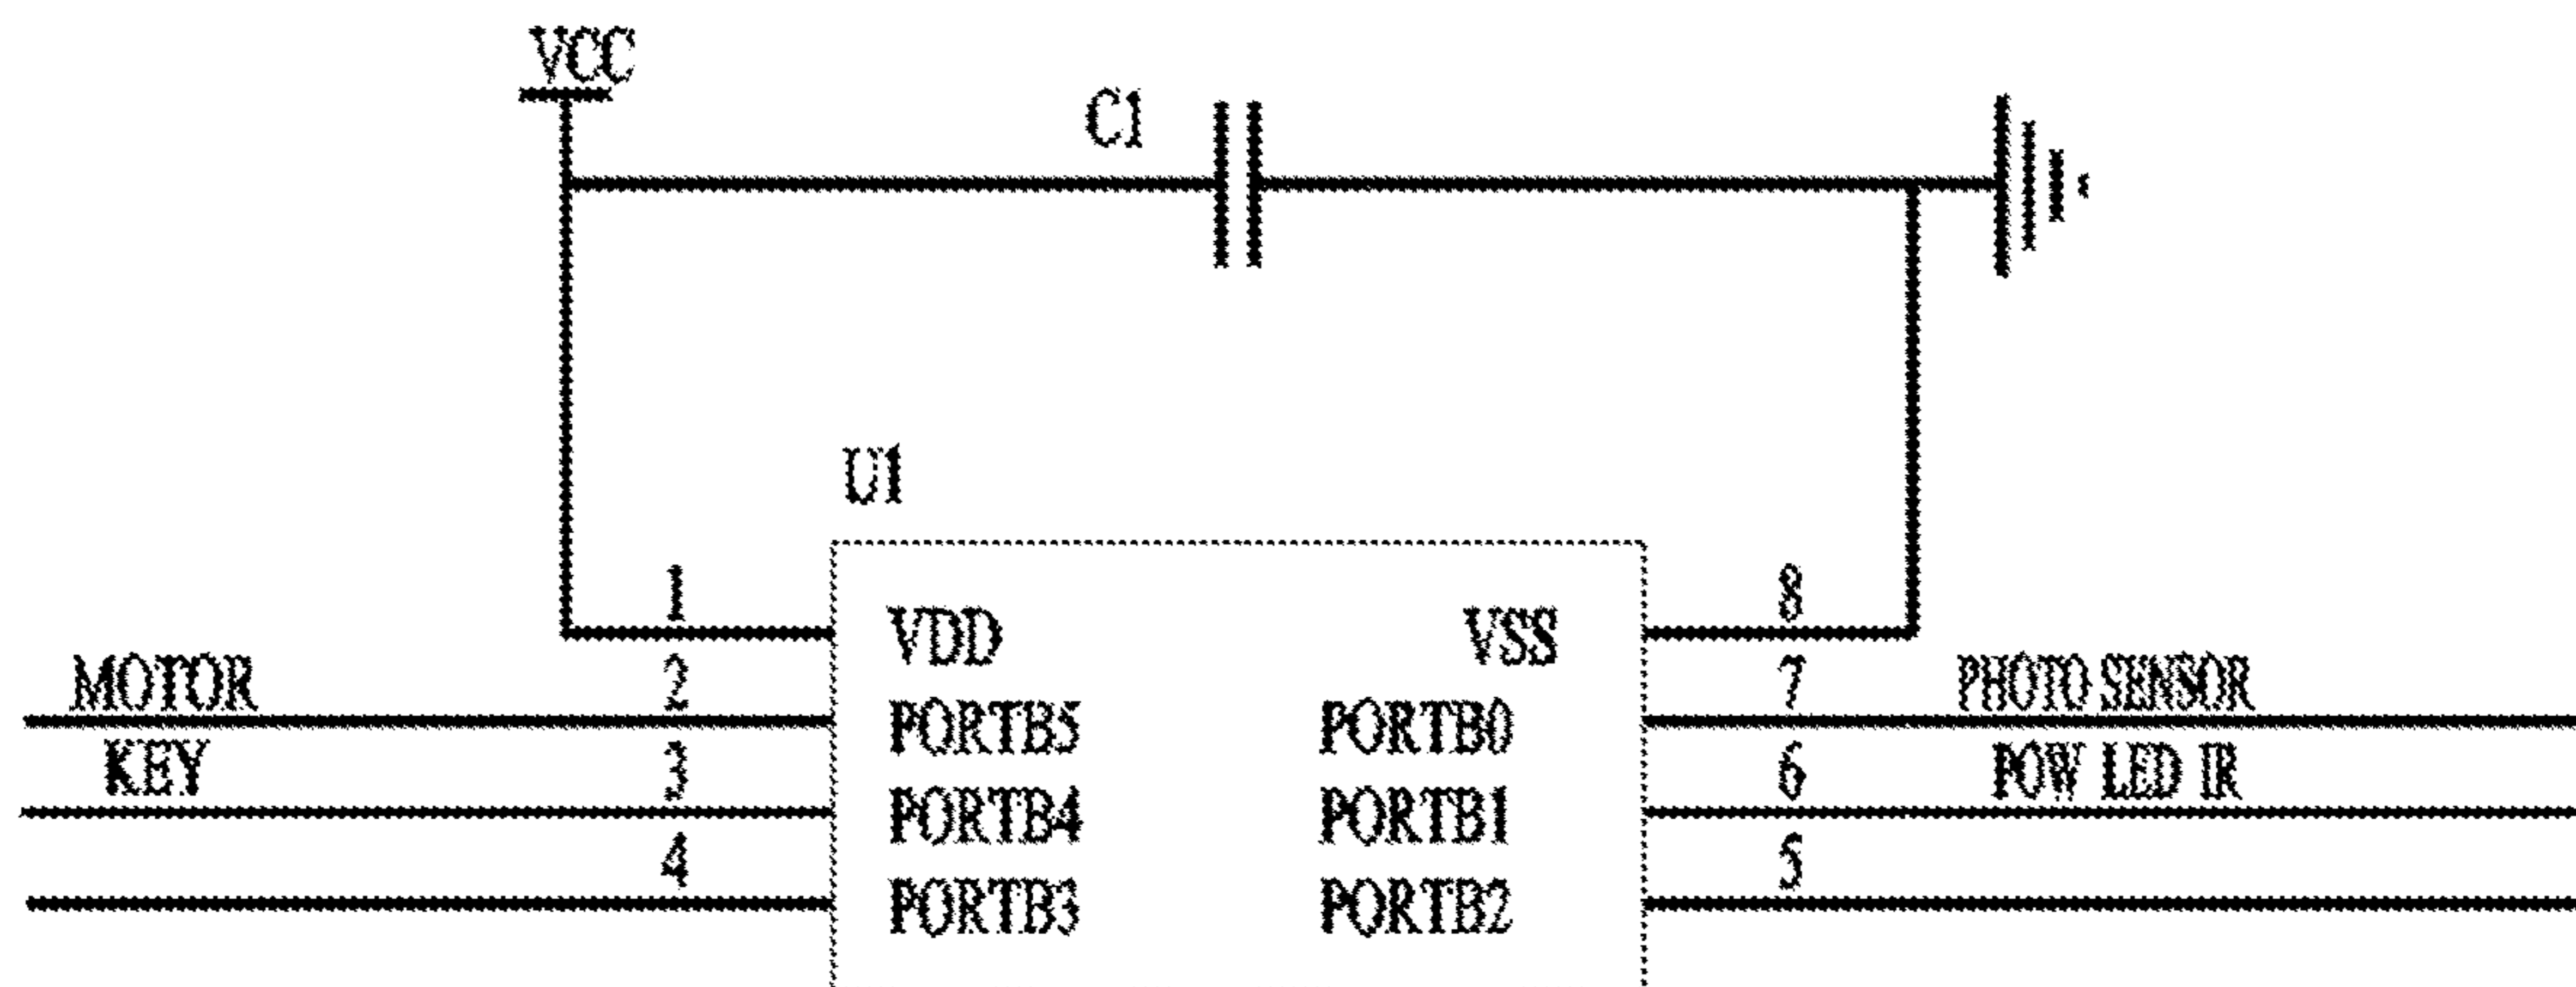 VCC
C1
U1
1 VDD VSS 8
MOTOR 2 PORTB5 PORTB0 7 PHOTO SENSOR
KEY 3 PORTB4 PORTB1 6 POW LED IR
4 PORTB3 PORTB2 5